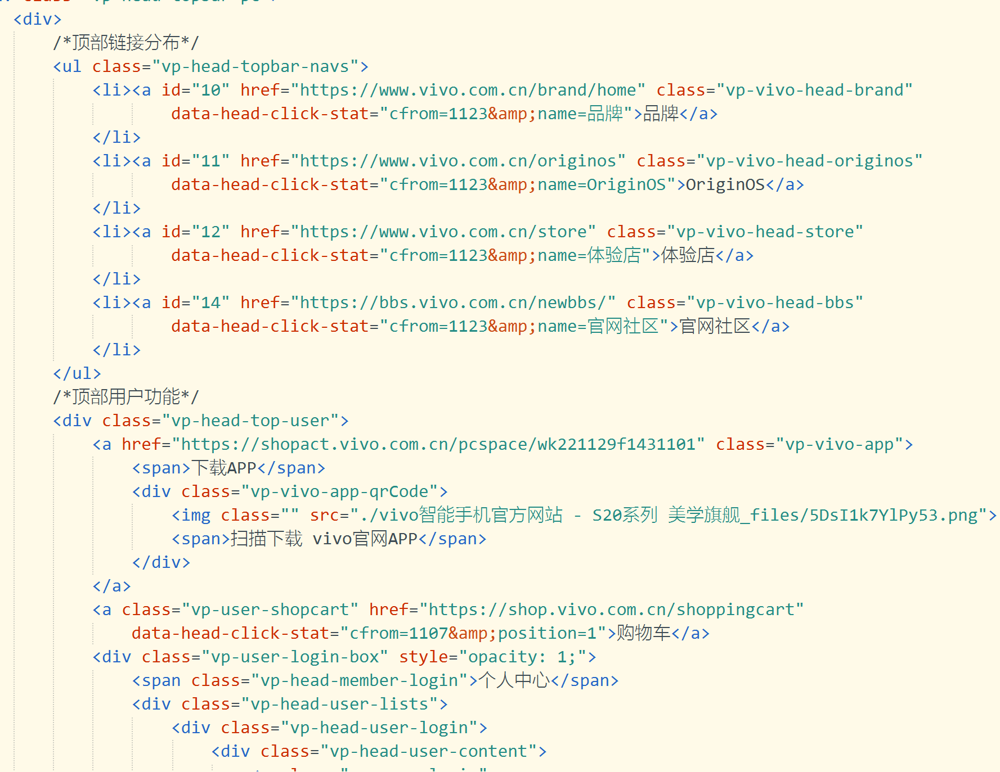 <div>
/*顶部链接分布*/
<ul class="vp-head-topbar-navs">
<li><a id="10" href="https://www.vivo.com.cn/brand/home" class="vp-vivo-head-brand"
data-head-click-stat="cfrom=1123&amp;name=品牌">品牌</a>
</li>
<li><a id="11" href="https://www.vivo.com.cn/originos" class="vp-vivo-head-originos"
data-head-click-stat="cfrom=1123&amp;name=OriginOS">OriginOS</a>
</li>
<li><a id="12" href="https://www.vivo.com.cn/store" class="vp-vivo-head-store"
data-head-click-stat="cfrom=1123&amp;name=体验店">体验店</a>
</li>
<li><a id="14" href="https://bbs.vivo.com.cn/newbbs/" class="vp-vivo-head-bbs"
data-head-click-stat="cfrom=1123&amp;name=官网社区">官网社区</a>
</li>
</ul>
/*顶部用户功能*/
<div class="vp-head-top-user">
<a href="https://shopact.vivo.com.cn/pcspace/wk221129f1431101" class="vp-vivo-app">
<span>下载APP</span>
<div class="vp-vivo-app-qrCode">
<img class="" src="./vivo智能手机官方网站 - S20系列 美学旗舰_files/5DsI1k7YlPy53.png">
<span>扫描下载 vivo官网APP</span>
</div>
</a>
<a class="vp-user-shopcart" href="https://shop.vivo.com.cn/shoppingcart"
data-head-click-stat="cfrom=1107&amp;position=1">购物车</a>
<div class="vp-user-login-box" style="opacity: 1;">
<span class="vp-head-member-login">个人中心</span>
<div class="vp-head-user-lists">
<div class="vp-head-user-login">
<div class="vp-head-user-content">